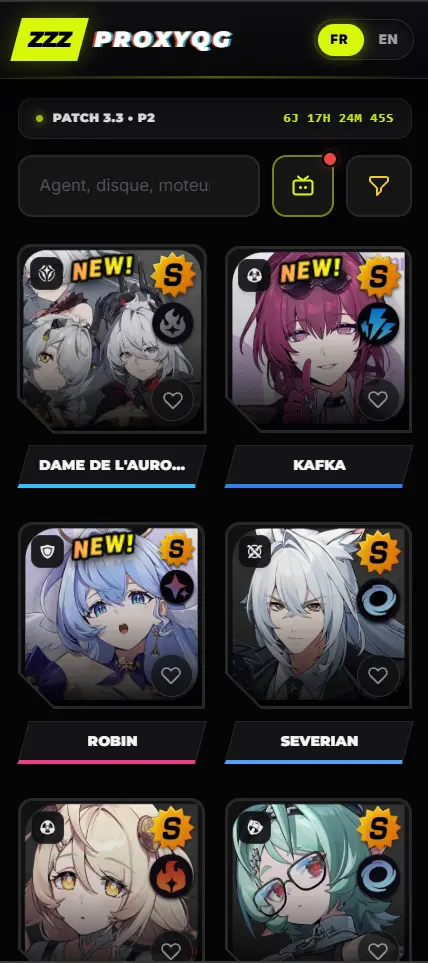 ZZZ PROXYQG FR EN
PATCH 3.3 • P2 6J 17H 24M 45S
Agent, disque, moteu
NEW! S NEW! S
DAME DE L'AURO... KAFKA
NEW! S S
ROBIN SEVERIAN
S S